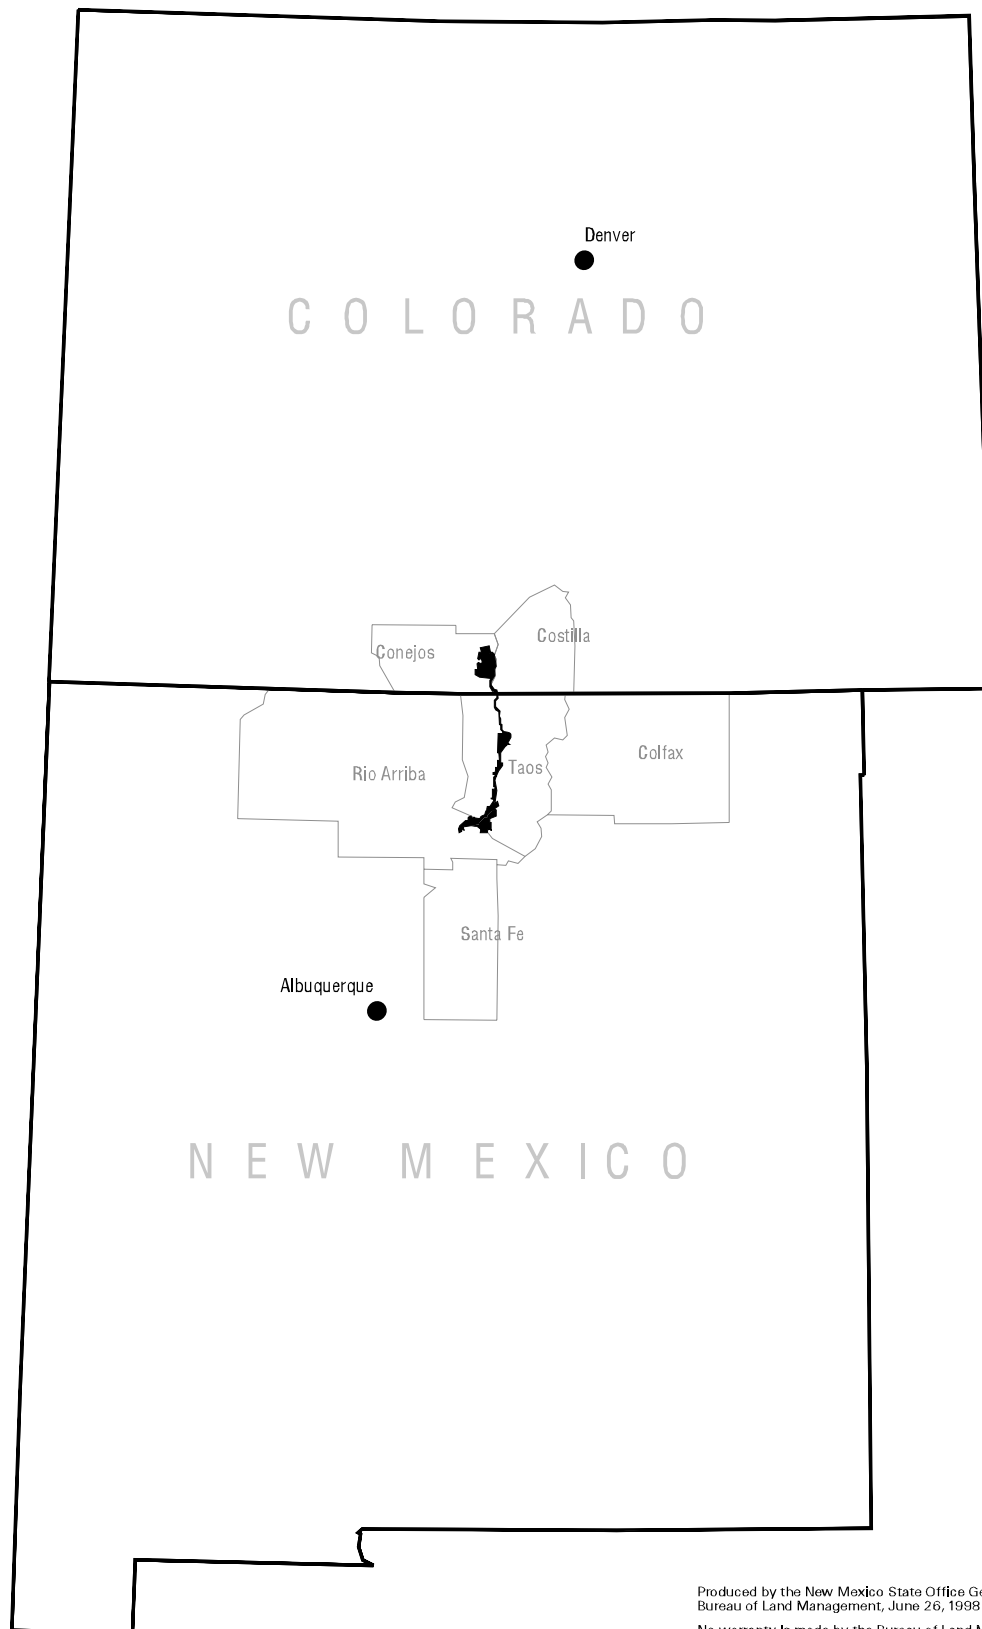 Denver
COLORADO
Costilla
Conejos
Colfax
Taos
Rio Arriba
Santa Fe
Albuquerque
NEW MEXICO
Produced by the New Mexico State Office
Bureau of Land Management, June 26, 1998